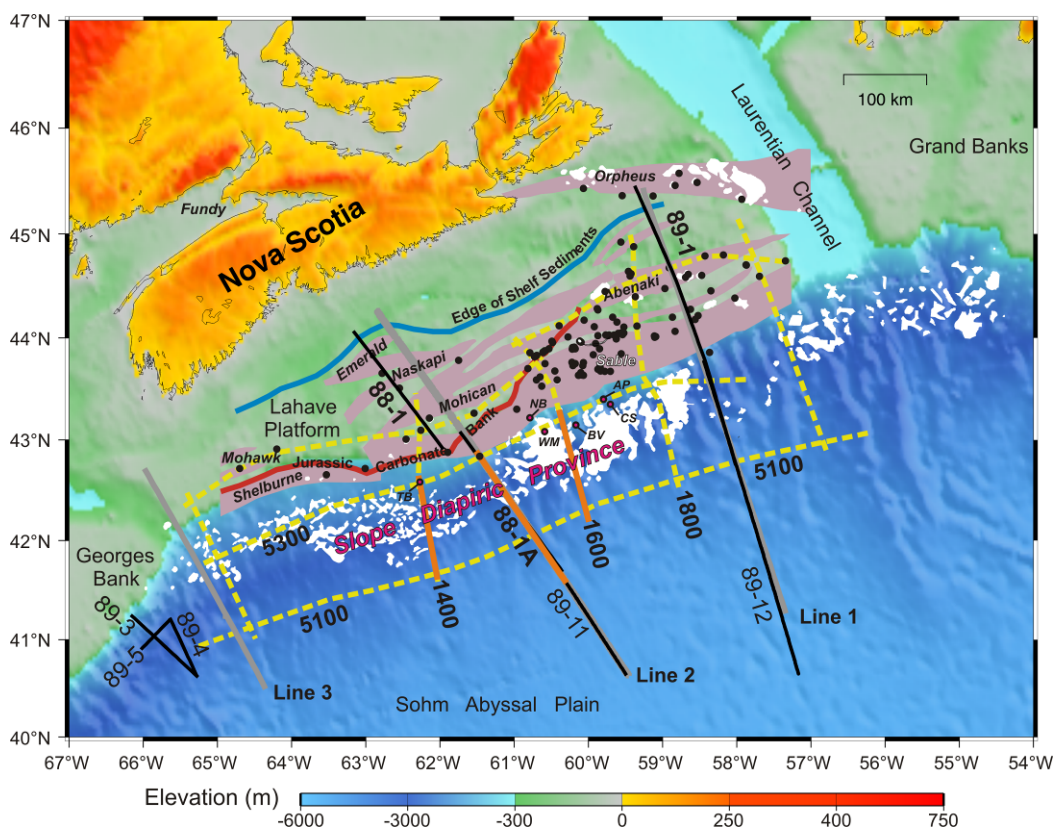 47°N
46°N
45°N
44°N
43°N
42°N
41°N
40°N
67°W
66°W
65°W
64°W
63°W
62°W
61°W
60°W
59°W
58°W
57°W
56°W
55°W
54°W
100 km
Laurentian Channel
Grand Banks
Orpheus
Fundy
Nova Scotia
89-1
Edge of Shelf Sediments
Abenaki
Emerald
Naskapi
88-1
Sable
Mohican
Lahave
Platform
AP
NB
CS
Bank
WM
BV
Mohawk
Jurassic
Carbonate
Shelburne
TB
Slope Diapiric Province
5300
88-1A
1600
1800
5100
Georges
Bank
89-3
89-4
89-5
5100
1400
89-11
89-12
Line 1
Line 2
Line 3
Sohm Abyssal Plain
Elevation (m)
-6000
-3000
-300
0
250
400
750